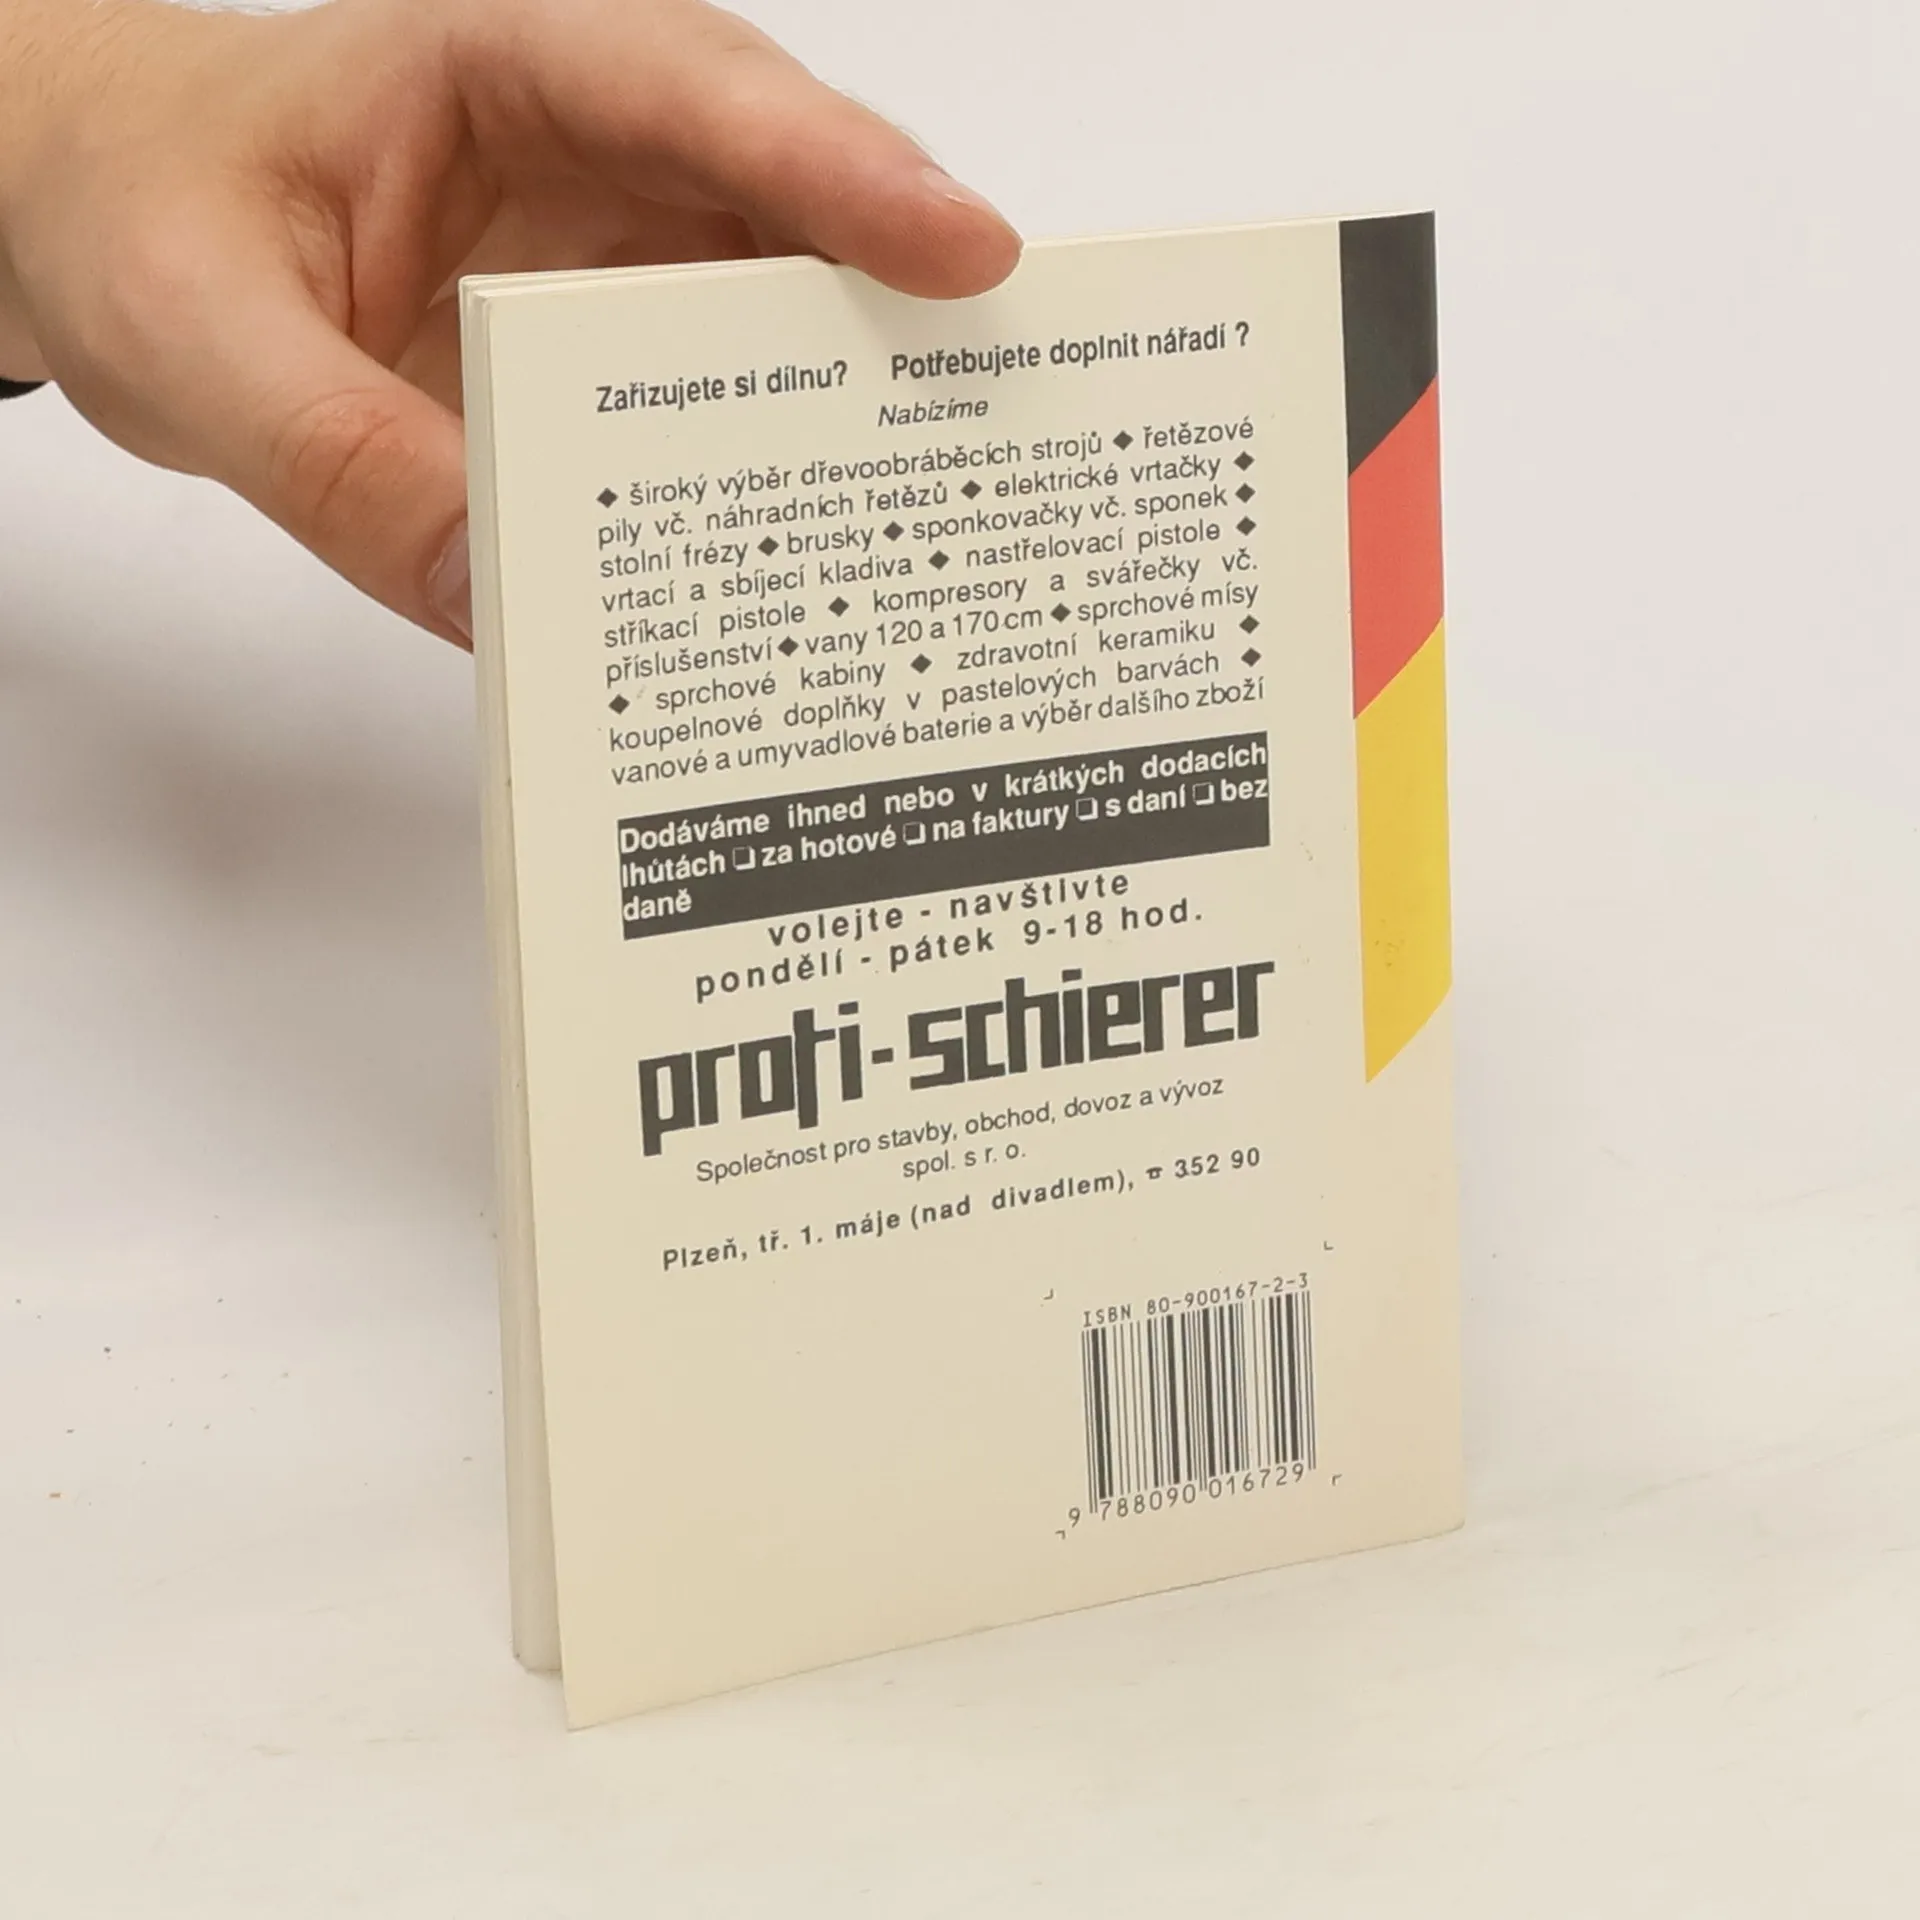 Zařizujete si dílnu? Potřebujete doplnit nářadí ?
Nabízíme
◆ široký výběr dřevoobráběcích strojů ◆ řetězové
pily vč. náhradních řetězů ◆ elektrické vrtačky ◆
stolní frézy ◆ brusky ◆ sponkovačky vč. sponek ◆
vrtací a sbíjecí kladiva ◆ nastřelovací pistole ◆
stříkací pistole ◆ kompresory a svářečky vč.
příslušenství ◆ vany 120 a 170 cm ◆ sprchové mísy
◆ sprchové kabiny ◆ zdravotní keramiku ◆
koupelnové doplňky v pastelových barvách ◆
vanové a umyvadlové baterie a výběr dalšího zboží
Dodáváme ihned nebo v krátkých dodacích
lhůtách ❏ za hotové ❏ na faktury ❏ s daní ❏ bez
daně
volejte - navštivte
pondělí - pátek 9-18 hod.
profi-schierer
Společnost pro stavby, obchod, dovoz a vývoz
spol. s r. o.
Plzeň, tř. 1. máje (nad divadlem), ☎ 352 90
ISBN 80-900167-2-3
9 788090 016729